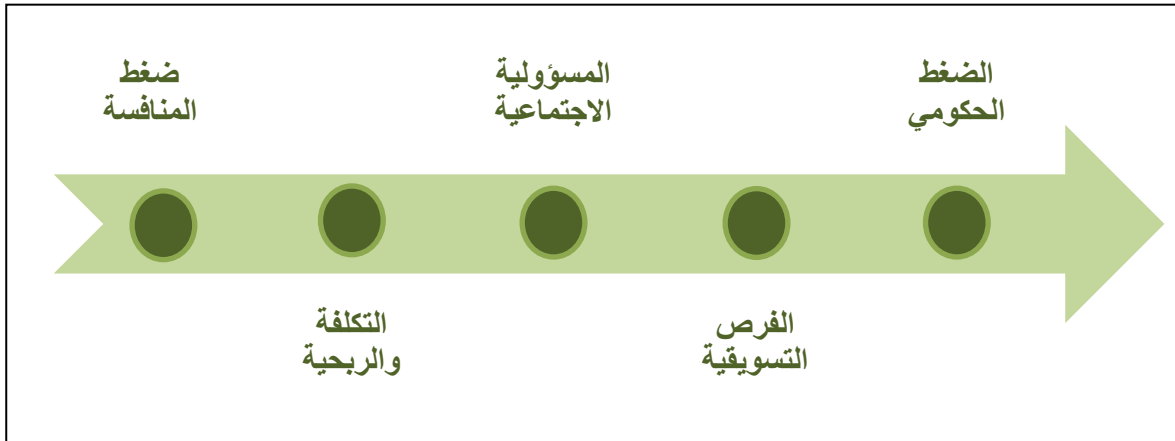 ضغط
المنافسة
المسؤولية
الاجتماعية
الضغط
الحكومي
التكلفة
والربحية
الفرص
التسويقية